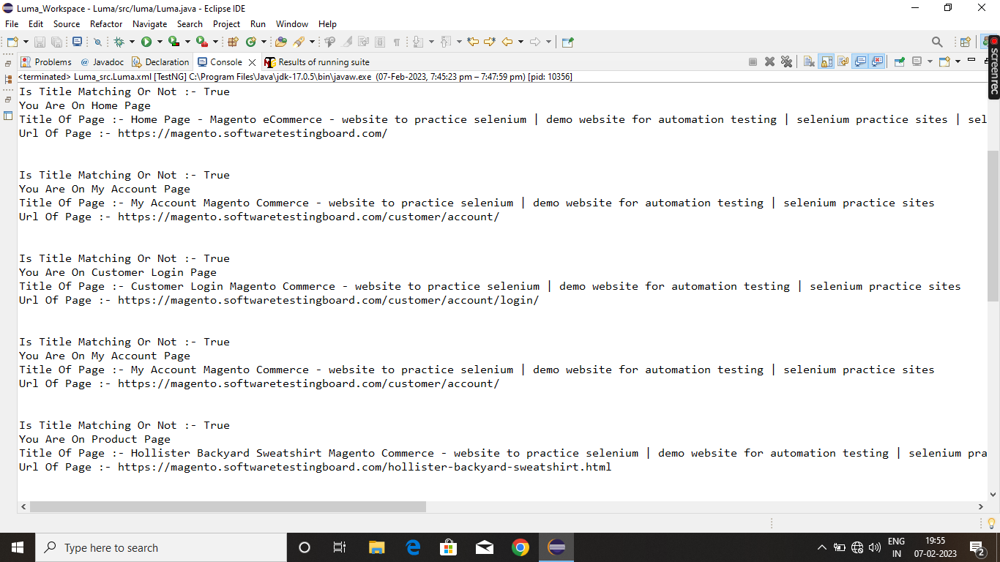 Luma_Workspace - Luma/src/luma/Luma.java - Eclipse IDE
File Edit Source Refactor Navigate Search Project Run Window Help
Problems @ Javadoc Declaration Console Results of running suite
<terminated> Luma_src.Luma.xml [TestNG] C:\Program Files\Java\jdk-17.0.5\bin\javaw.exe (07-Feb-2023, 7:45:23 pm – 7:47:59 pm) [pid: 10356]
Is Title Matching Or Not :- True
You Are On Home Page
Title Of Page :- Home Page - Magento eCommerce - website to practice selenium | demo website for automation testing | selenium practice sites | sel
Url Of Page :- https://magento.softwaretestingboard.com/
Is Title Matching Or Not :- True
You Are On My Account Page
Title Of Page :- My Account Magento Commerce - website to practice selenium | demo website for automation testing | selenium practice sites
Url Of Page :- https://magento.softwaretestingboard.com/customer/account/
Is Title Matching Or Not :- True
You Are On Customer Login Page
Title Of Page :- Customer Login Magento Commerce - website to practice selenium | demo website for automation testing | selenium practice sites
Url Of Page :- https://magento.softwaretestingboard.com/customer/account/login/
Is Title Matching Or Not :- True
You Are On My Account Page
Title Of Page :- My Account Magento Commerce - website to practice selenium | demo website for automation testing | selenium practice sites
Url Of Page :- https://magento.softwaretestingboard.com/customer/account/
Is Title Matching Or Not :- True
You Are On Product Page
Title Of Page :- Hollister Backyard Sweatshirt Magento Commerce - website to practice selenium | demo website for automation testing | selenium pra
Url Of Page :- https://magento.softwaretestingboard.com/hollister-backyard-sweatshirt.html
screenrec
Type here to search
ENG
IN
19:55
07-02-2023
2